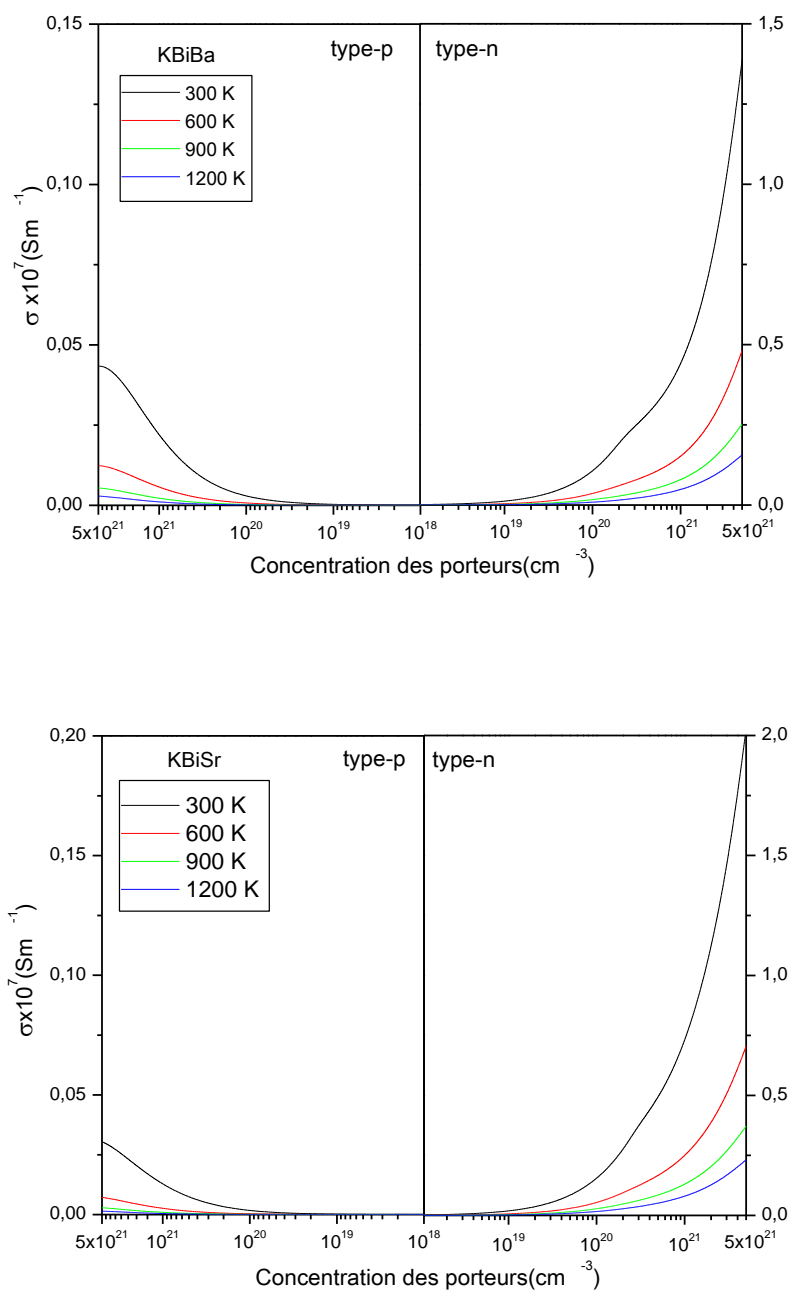 0,15
1,5
KBiBa
type-p
type-n
300 K
600 K
900 K
1200 K
0,10
1,0
σ x10⁷(Sm⁻¹)
0,05
0,5
0,00
0,0
5x10²¹ 10²¹ 10²⁰ 10¹⁹ 10¹⁸ 10¹⁹ 10²⁰ 10²¹ 5x10²¹
Concentration des porteurs(cm ⁻³)
0,20
2,0
KBiSr
type-p
type-n
300 K
600 K
900 K
1200 K
0,15
1,5
σx10⁷(Sm⁻¹)
0,10
1,0
0,05
0,5
0,00
0,0
5x10²¹ 10²¹ 10²⁰ 10¹⁹ 10¹⁸ 10¹⁹ 10²⁰ 10²¹ 5x10²¹
Concentration des porteurs(cm ⁻³)